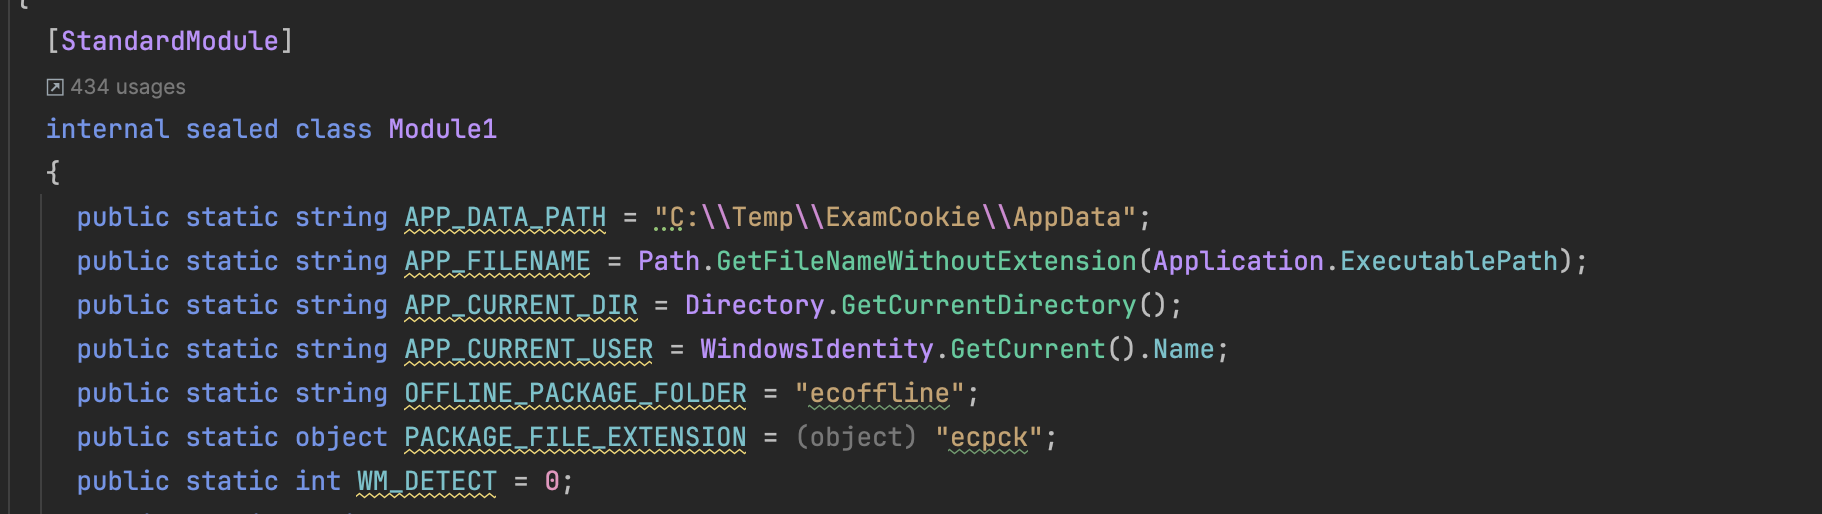 {
[StandardModule]
434 usages
internal sealed class Module1
{
public static string APP_DATA_PATH = "C:\\Temp\\ExamCookie\\AppData";
public static string APP_FILENAME = Path.GetFileNameWithoutExtension(Application.ExecutablePath);
public static string APP_CURRENT_DIR = Directory.GetCurrentDirectory();
public static string APP_CURRENT_USER = WindowsIdentity.GetCurrent().Name;
public static string OFFLINE_PACKAGE_FOLDER = "ecoffline";
public static object PACKAGE_FILE_EXTENSION = (object) "ecpck";
public static int WM_DETECT = 0;